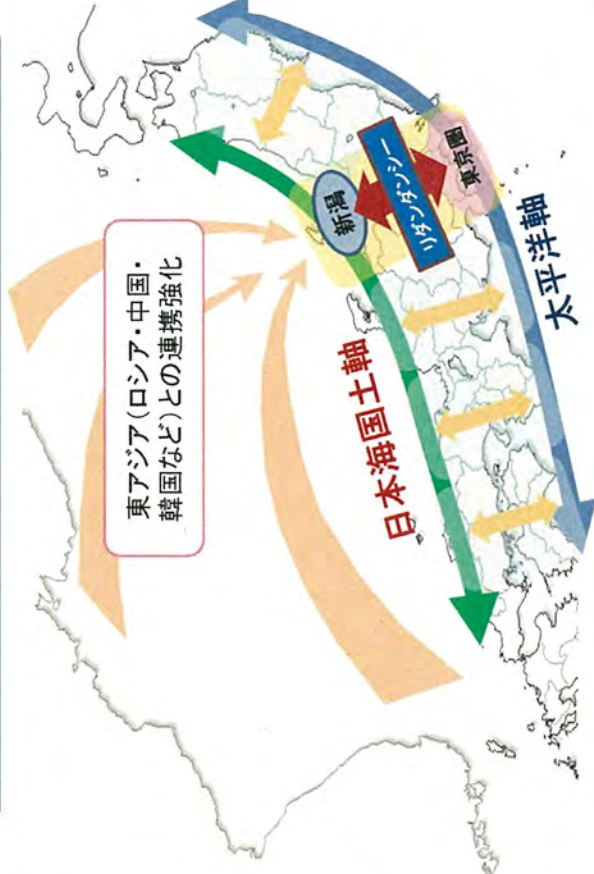 東アジア(ロシア・中国・
韓国など)との連携強化
新潟
リダンダンシー
東京圏
日本海国土軸
太平洋軸